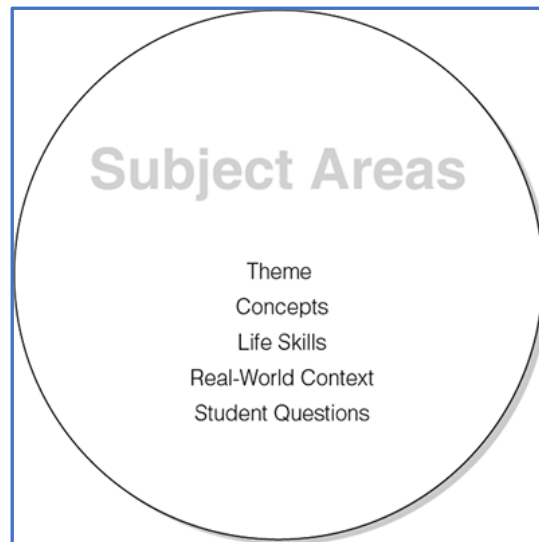 Subject Areas
Theme
Concepts
Life Skills
Real-World Context
Student Questions